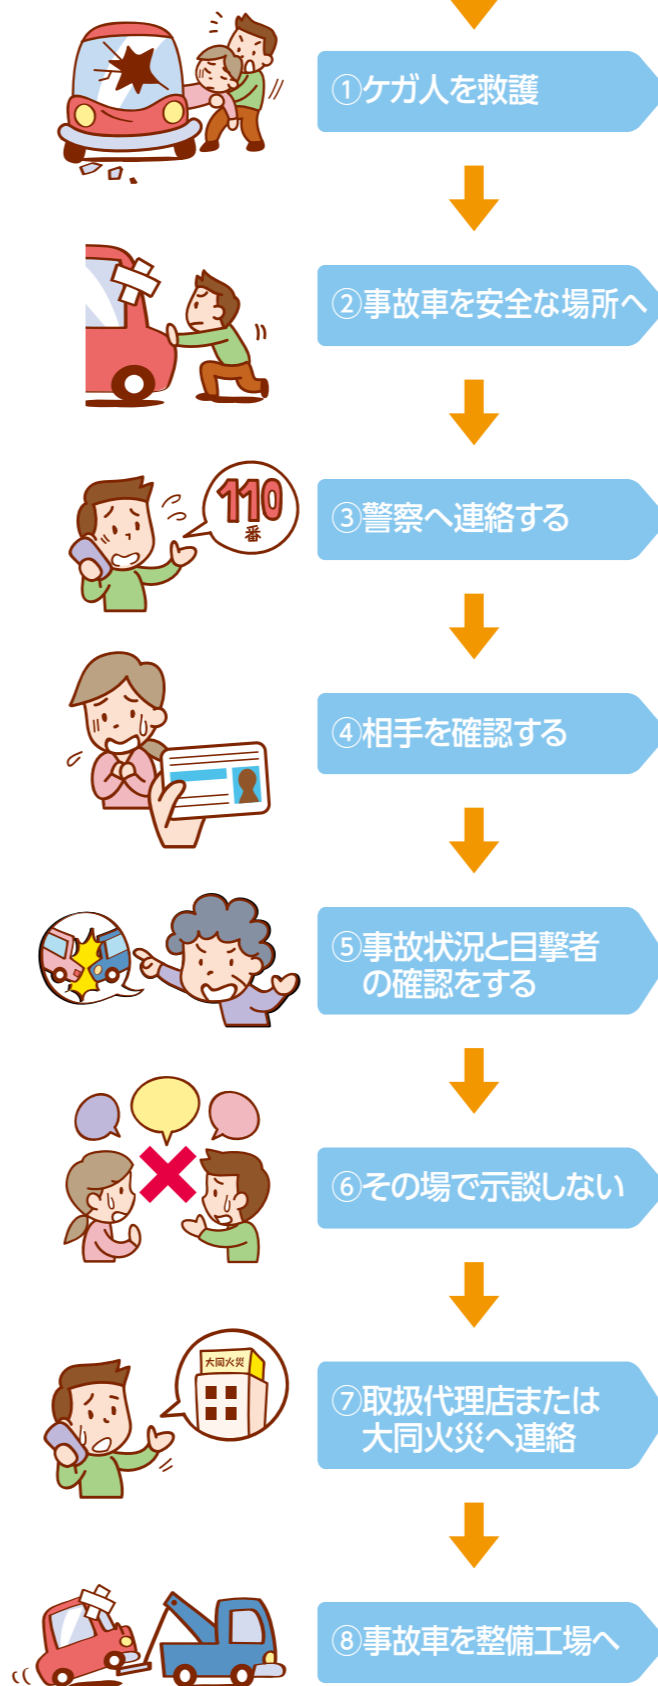 ①ケガ人を救護
②事故車を安全な場所へ
110
番
③警察へ連絡する
④相手を確認する
⑤事故状況と目撃者
の確認をする
⑥その場で示談しない
大同火災
⑦取扱代理店または
大同火災へ連絡
⑧事故車を整備工場へ